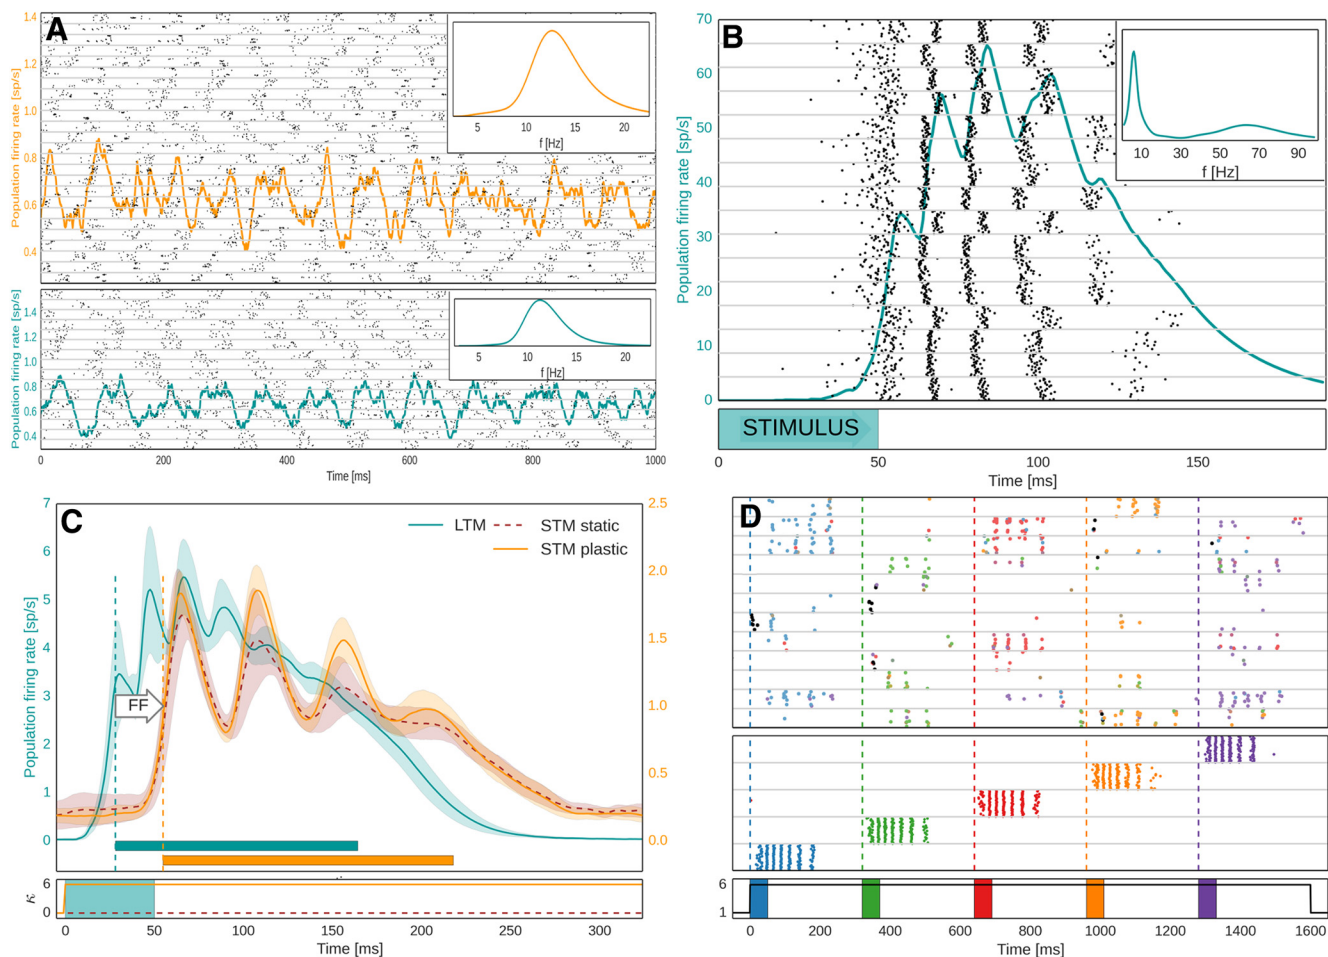 A
Population firing rate [sp/s]
1.4
1.2
1.0
0.8
0.6
0.4
5 10 15 20
f [Hz]
Population firing rate [sp/s]
1.4
1.2
1.0
0.8
0.6
0.4
5 10 15 20
f [Hz]
0 200 400 600 800 1000
Time [ms]
B
Population firing rate [sp/s]
70
60
50
40
30
20
10
0
10 30 50 70 90
f [Hz]
STIMULUS
0 50 100 150
Time [ms]
C
Population firing rate [sp/s]
7
6
5
4
3
2
1
0
LTM
STM static
STM plastic
2.5
2.0
1.5
1.0
0.5
0.0
FF
κ
6
0
0 50 100 150 200 250 300
Time [ms]
D
6
1
0 200 400 600 800 1000 1200 1400 1600
Time [ms]